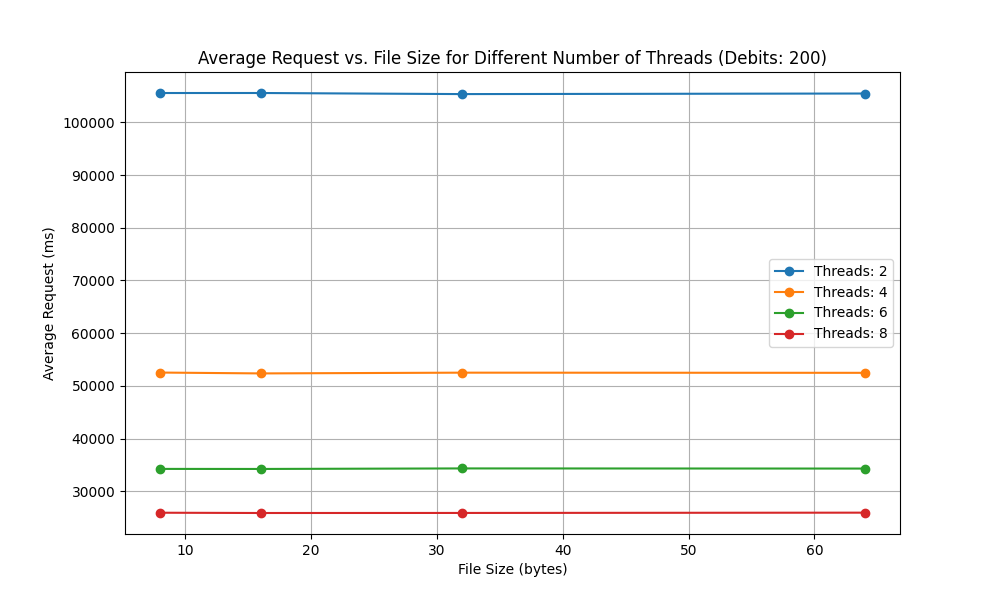 Average Request vs. File Size for Different Number of Threads (Debits: 200)
Average Request (ms)
100000
90000
80000
70000
60000
50000
40000
30000
Threads: 2
Threads: 4
Threads: 6
Threads: 8
10 20 30 40 50 60
File Size (bytes)